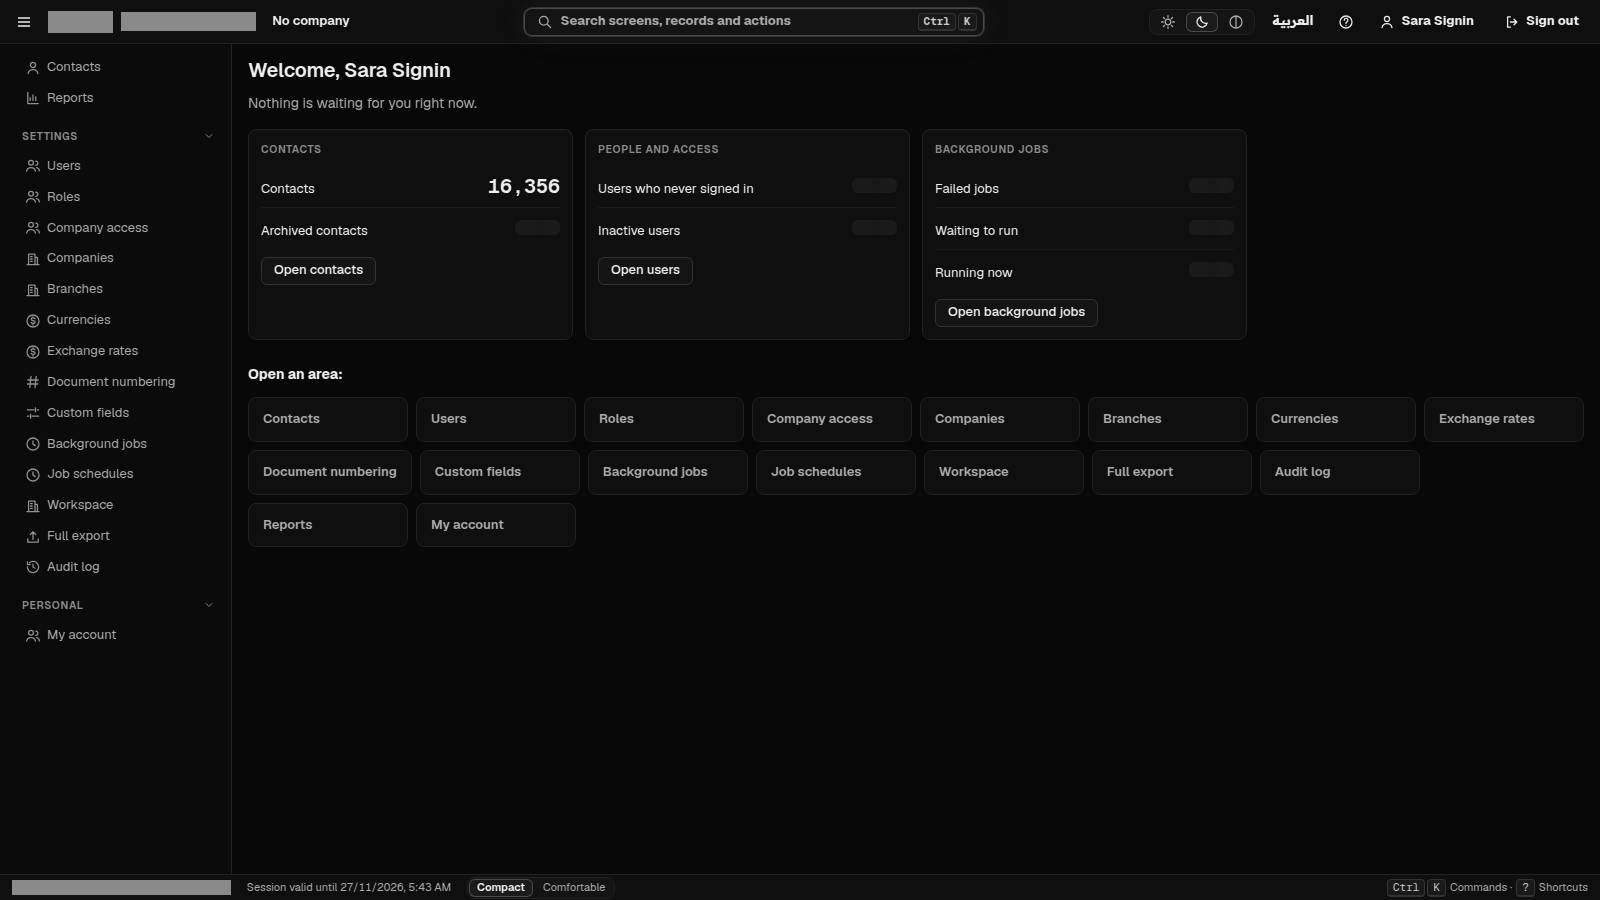 No company
Search screens, records and actions
Ctrl K
العربية
Sara Signin
Sign out
Contacts
Reports
SETTINGS
Users
Roles
Company access
Companies
Branches
Currencies
Exchange rates
Document numbering
Custom fields
Background jobs
Job schedules
Workspace
Full export
Audit log
PERSONAL
My account
Welcome, Sara Signin
Nothing is waiting for you right now.
CONTACTS
Contacts 16,356
Archived contacts
Open contacts
PEOPLE AND ACCESS
Users who never signed in
Inactive users
Open users
BACKGROUND JOBS
Failed jobs
Waiting to run
Running now
Open background jobs
Open an area:
Contacts Users Roles Company access Companies Branches Currencies Exchange rates
Document numbering Custom fields Background jobs Job schedules Workspace Full export Audit log
Reports My account
Session valid until 27/11/2026, 5:43 AM
Compact Comfortable
Ctrl K Commands · ? Shortcuts